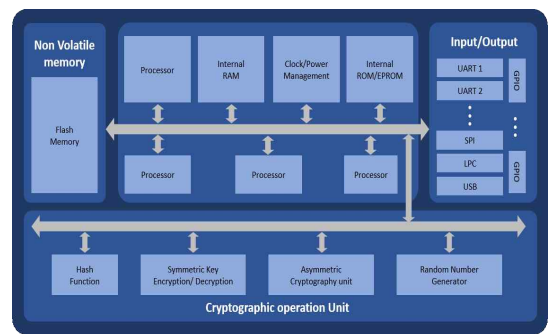 Non Volatile
memory
Flash
Memory
Processor
Internal
RAM
Clock/Power
Management
Internal
ROM/EPROM
Processor
Processor
Processor
Input/Output
UART 1
UART 2
GPIO
SPI
LPC
USB
GPIO
Hash
Function
Symmetric Key
Encryption/ Decryption
Asymmetric
Cryptography unit
Random Number
Generator
Cryptographic operation Unit